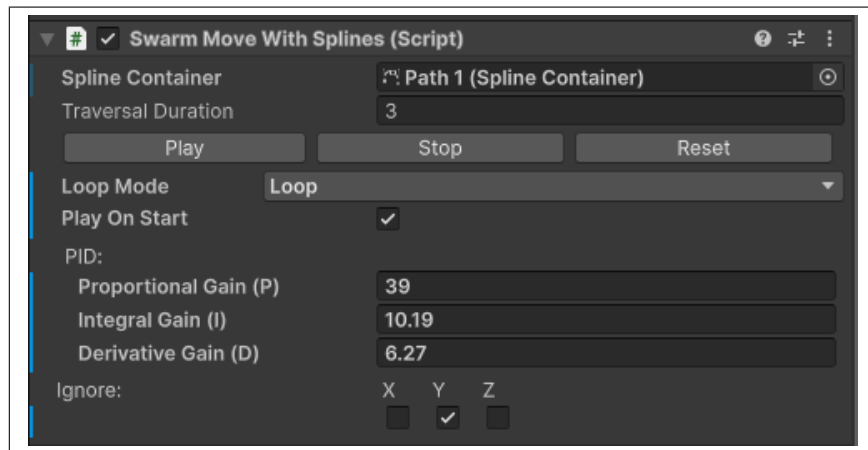 # Swarm Move With Splines (Script)
Spline Container Path 1 (Spline Container)
Traversal Duration 3
Play Stop Reset
Loop Mode Loop
Play On Start
PID:
Proportional Gain (P) 39
Integral Gain (I) 10.19
Derivative Gain (D) 6.27
Ignore: X Y Z